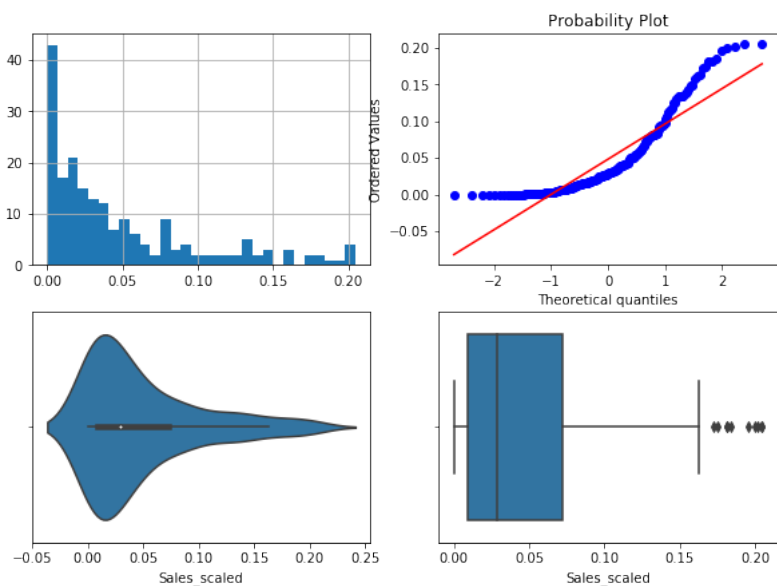 40
30
20
10
0
0.00 0.05 0.10 0.15 0.20
Probability Plot
Ordered Values
0.20
0.15
0.10
0.05
0.00
−0.05
−2 −1 0 1 2
Theoretical quantiles
−0.05 0.00 0.05 0.10 0.15 0.20 0.25
Sales_scaled
0.00 0.05 0.10 0.15 0.20
Sales_scaled